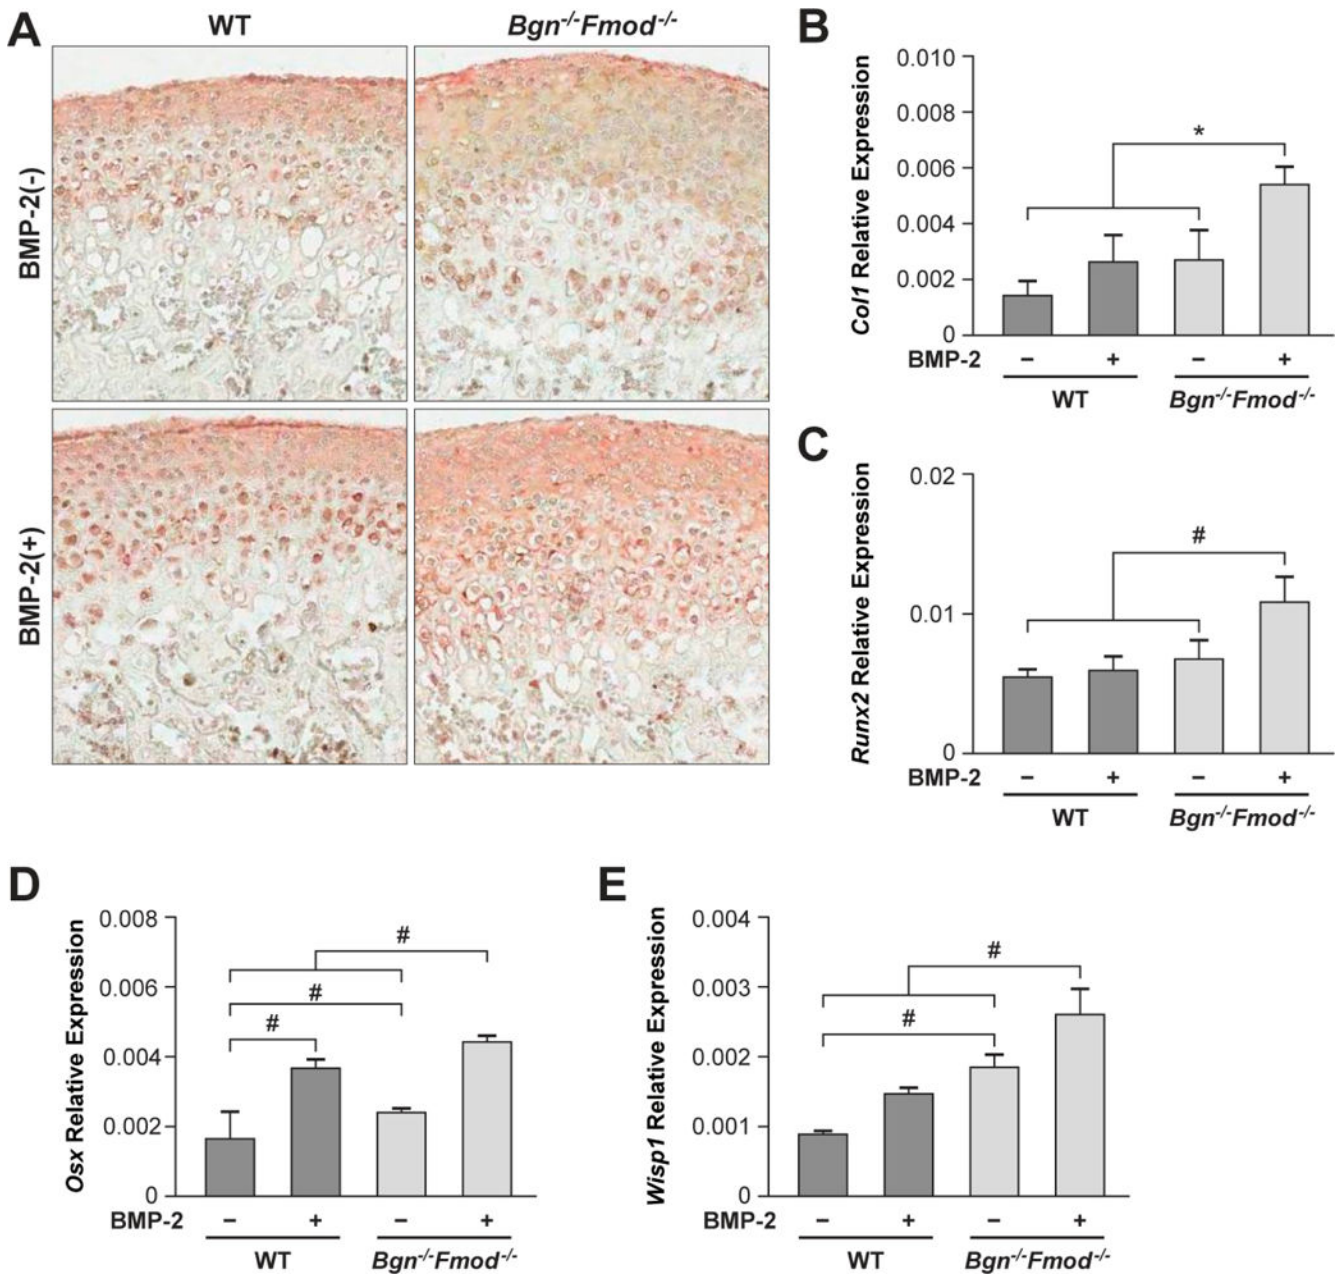 A
WT
Bgn-/-Fmod-/-
BMP-2(-)
BMP-2(+)
B
Col1 Relative Expression
0.010
0.008
0.006
0.004
0.002
0
*
BMP-2 − + − +
WT Bgn-/-Fmod-/-
C
Runx2 Relative Expression
0.02
0.01
0
#
BMP-2 − + − +
WT Bgn-/-Fmod-/-
D
Osx Relative Expression
0.008
0.006
0.004
0.002
0
#
#
#
BMP-2 − + − +
WT Bgn-/-Fmod-/-
E
Wisp1 Relative Expression
0.004
0.003
0.002
0.001
0
#
#
BMP-2 − + − +
WT Bgn-/-Fmod-/-